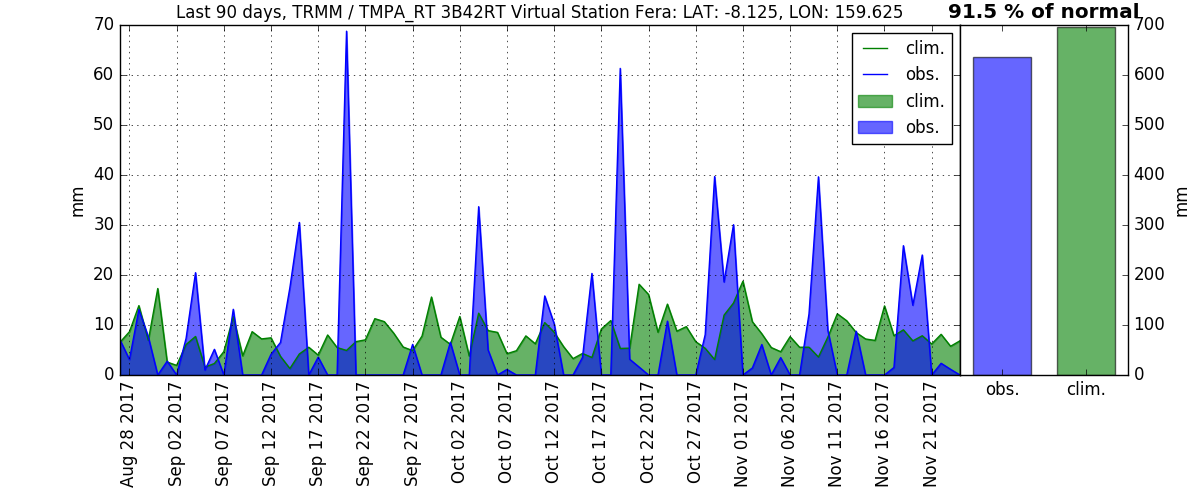 Last 90 days, TRMM / TMPA_RT 3B42RT Virtual Station Fera: LAT: -8.125, LON: 159.625
91.5 % of normal
70
60
50
40
30
20
10
0
mm
clim.
obs.
clim.
obs.
700
600
500
400
300
200
100
0
mm
obs.
clim.
Aug 28 2017
Sep 02 2017
Sep 07 2017
Sep 12 2017
Sep 17 2017
Sep 22 2017
Sep 27 2017
Oct 02 2017
Oct 07 2017
Oct 12 2017
Oct 17 2017
Oct 22 2017
Oct 27 2017
Nov 01 2017
Nov 06 2017
Nov 11 2017
Nov 16 2017
Nov 21 2017